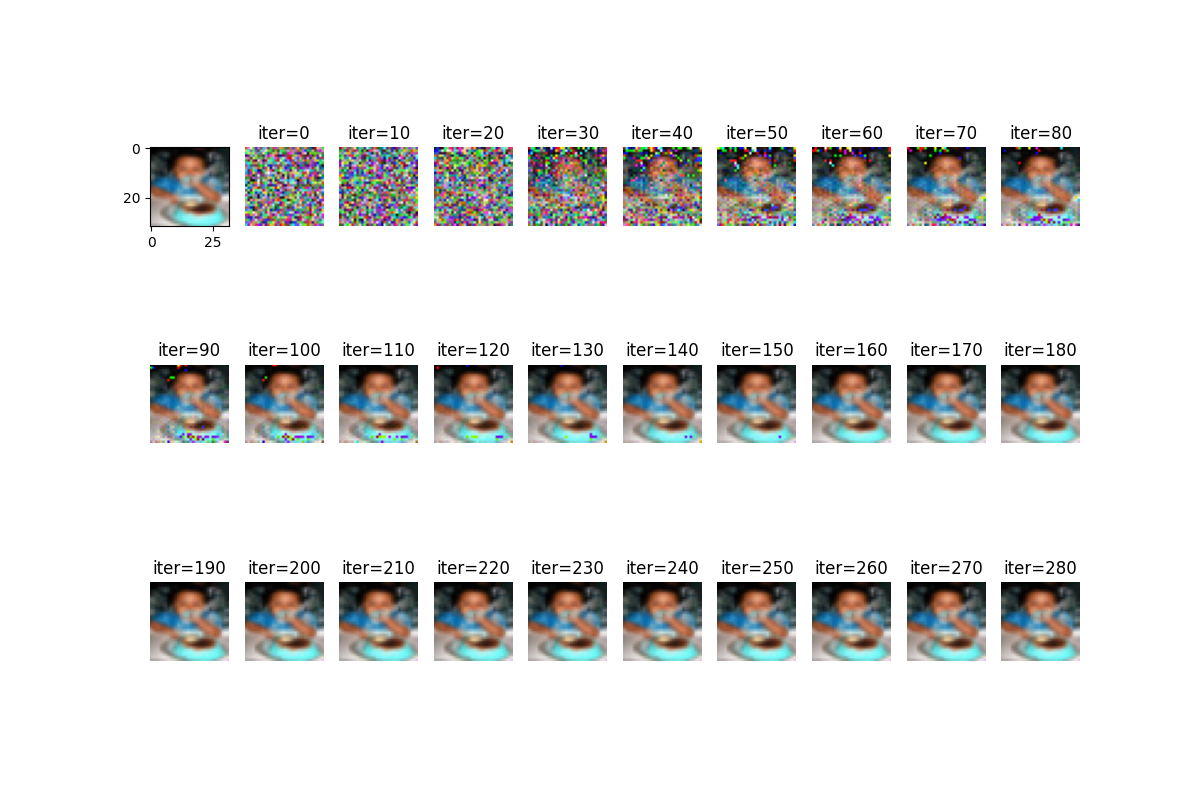 iter=0 iter=10 iter=20 iter=30 iter=40 iter=50 iter=60 iter=70 iter=80
0
20
0 25
iter=90 iter=100 iter=110 iter=120 iter=130 iter=140 iter=150 iter=160 iter=170 iter=180
iter=190 iter=200 iter=210 iter=220 iter=230 iter=240 iter=250 iter=260 iter=270 iter=280